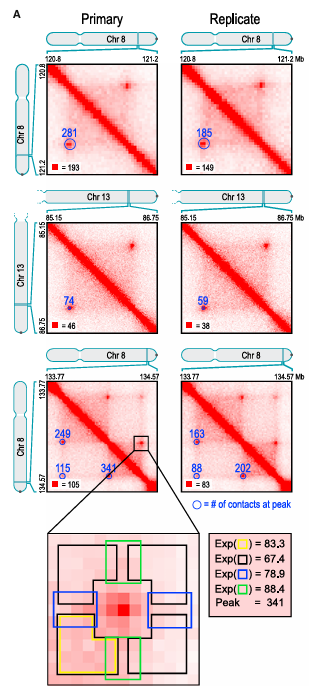 A
Primary
Replicate
Chr 8
Chr 8
120.8
121.2
120.8
121.2 Mb
120.8
121.2
Chr 8
281
= 193
185
= 149
Chr 13
Chr 13
85.15
86.75
85.15
86.75 Mb
85.15
86.75
Chr 13
74
= 46
59
= 38
Chr 8
Chr 8
133.77
134.57
133.77
134.57 Mb
133.77
134.57
Chr 8
249
115
341
= 105
163
88
202
= 83
= # of contacts at peak
Exp( ) = 83.3
Exp( ) = 67.4
Exp( ) = 78.9
Exp( ) = 88.4
Peak = 341